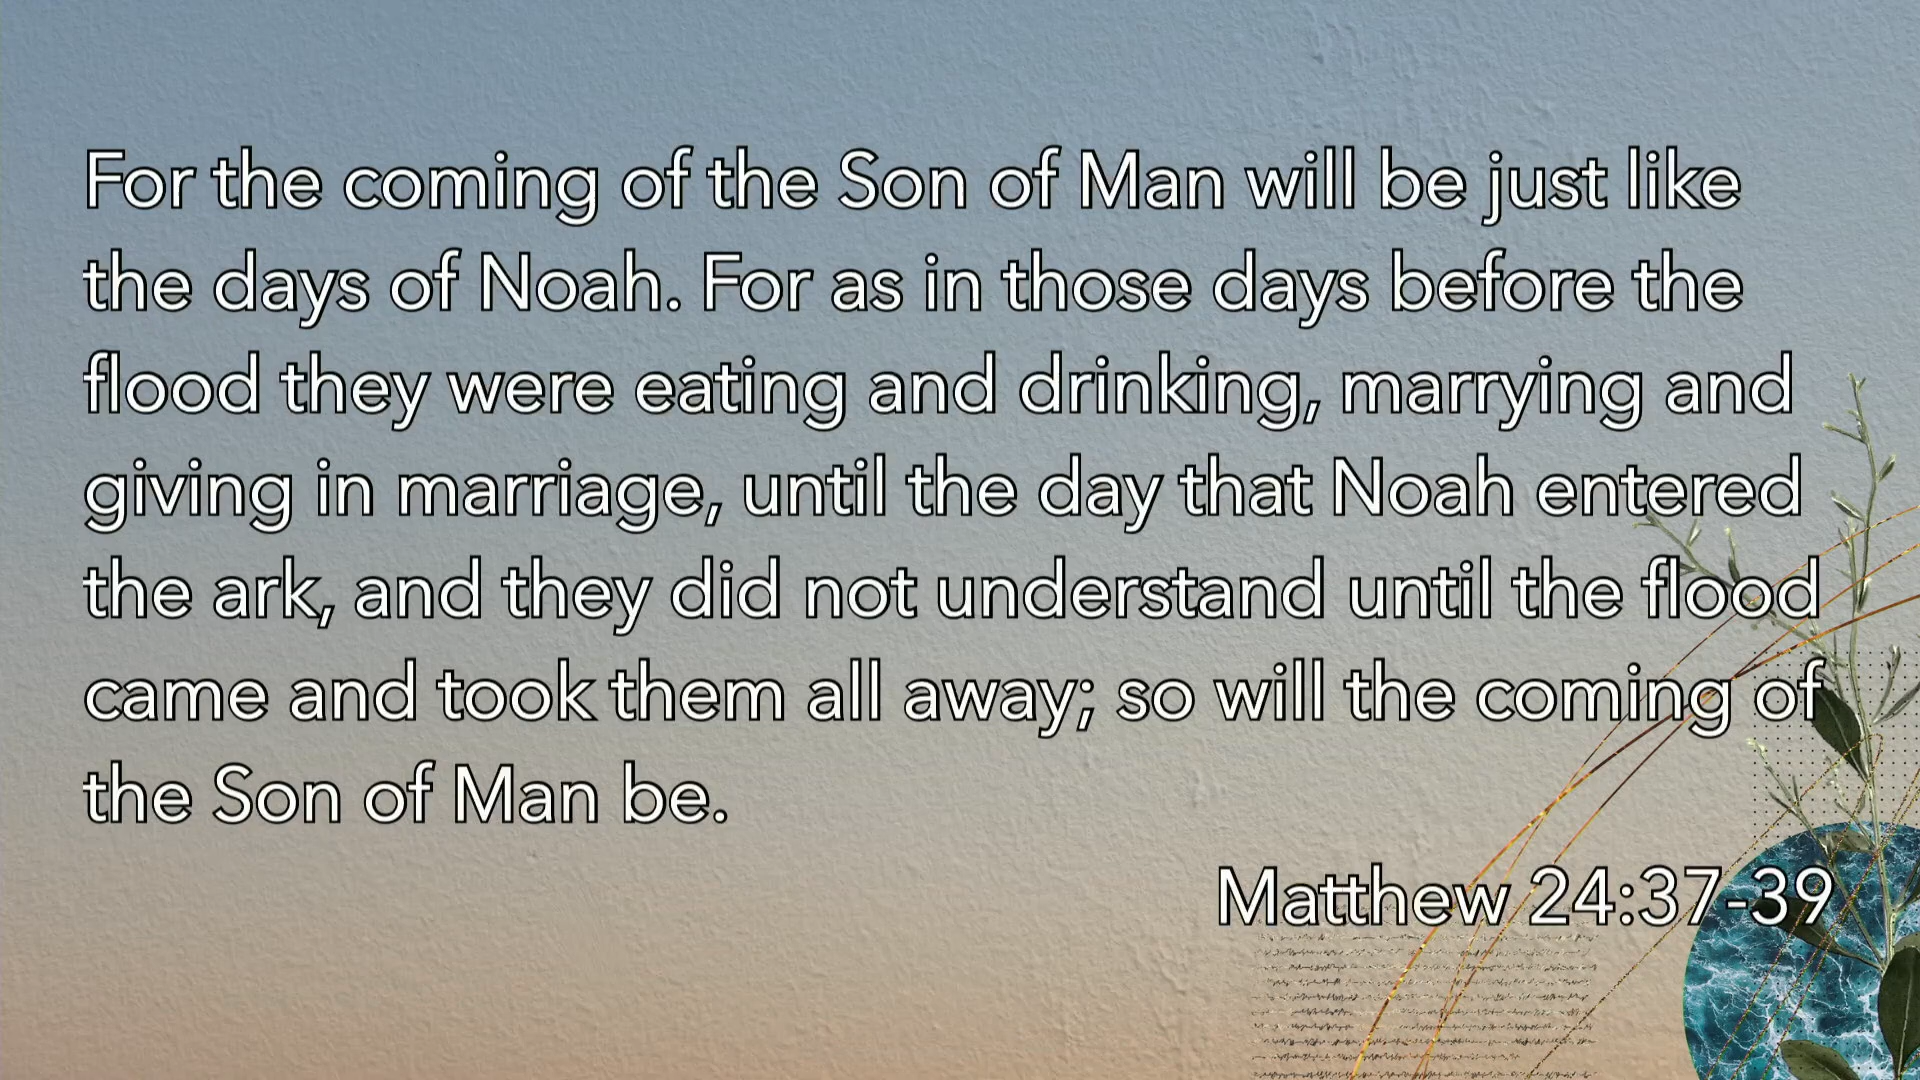 For the coming of the Son of Man will be just like
the days of Noah. For as in those days before the
flood they were eating and drinking, marrying and
giving in marriage, until the day that Noah entered
the ark, and they did not understand until the flood
came and took them all away; so will the coming of
the Son of Man be.
Matthew 24:37-39